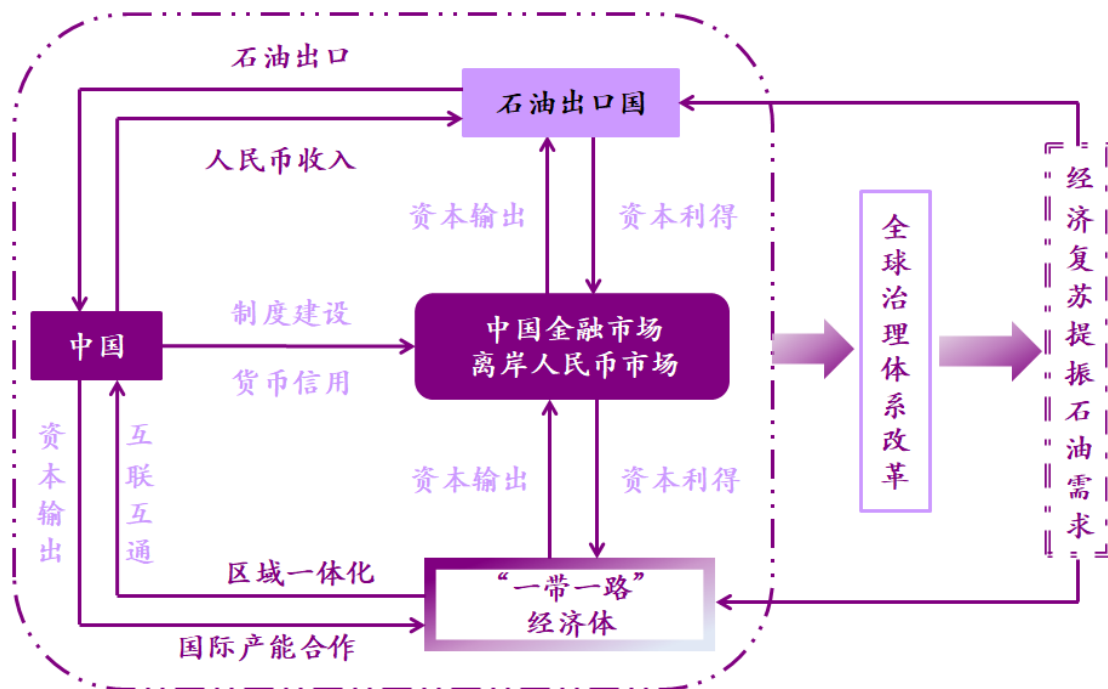 石油出口
石油出口国
人民币收入
资本输出
资本利得
制度建设
中国
中国金融市场
离岸人民币市场
货币信用
资本输出
互联互通
资本输出
资本利得
区域一体化
“一带一路”
经济体
国际产能合作
全球治理体系改革
经济复苏提振石油需求